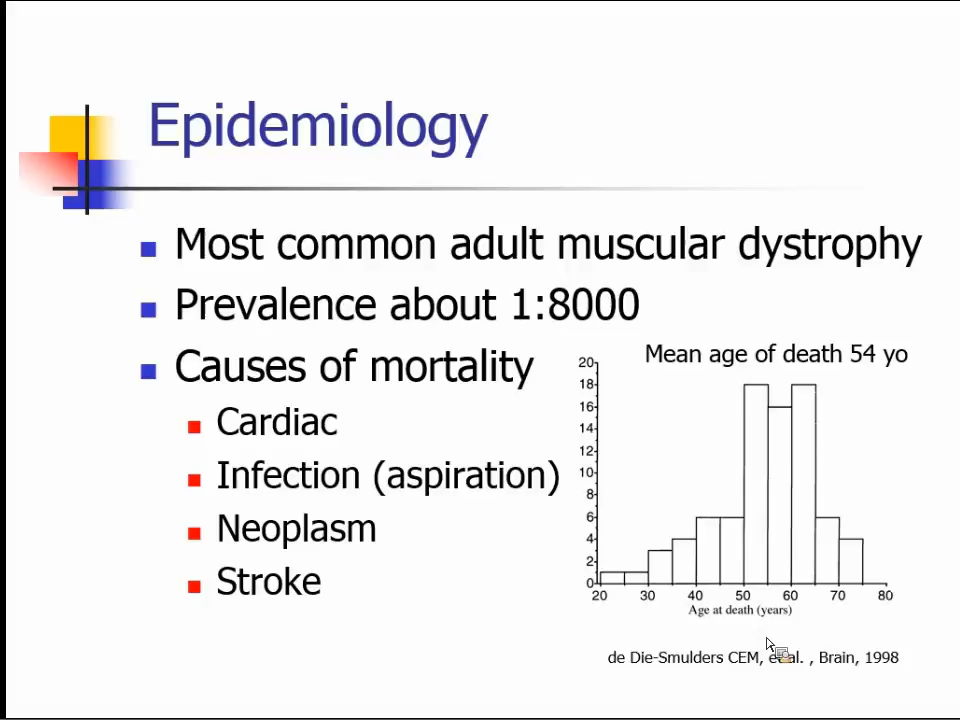 Epidemiology
Most common adult muscular dystrophy
Prevalence about 1:8000
Causes of mortality
Cardiac
Infection (aspiration)
Neoplasm
Stroke
Mean age of death 54 yo
20
18
16
14
12
10
8
6
4
2
0
20 30 40 50 60 70 80
Age at death (years)
de Die-Smulders CEM, et al. , Brain, 1998